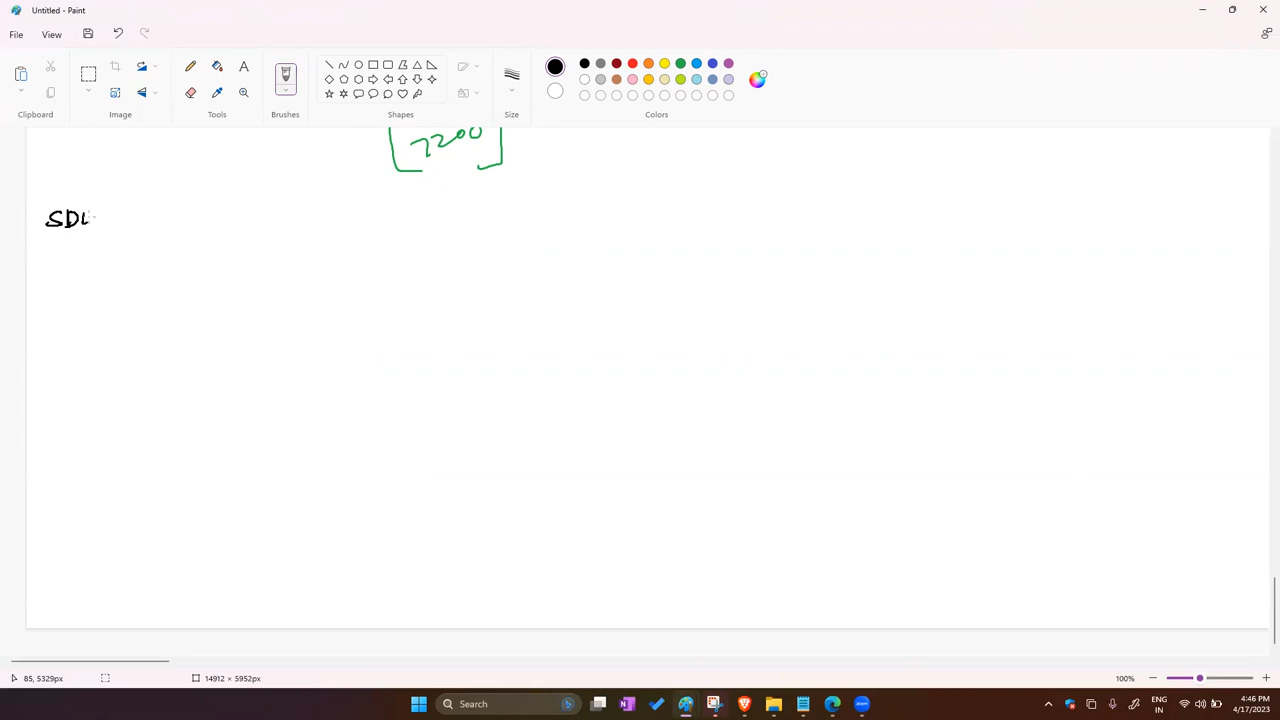 Untitled - Paint
File View
Clipboard Image Tools Brushes Shapes Size Colors
7200
85, 5329px 14912 × 5952px 100%
Search ENG IN 4:46 PM 4/17/2023
zoom